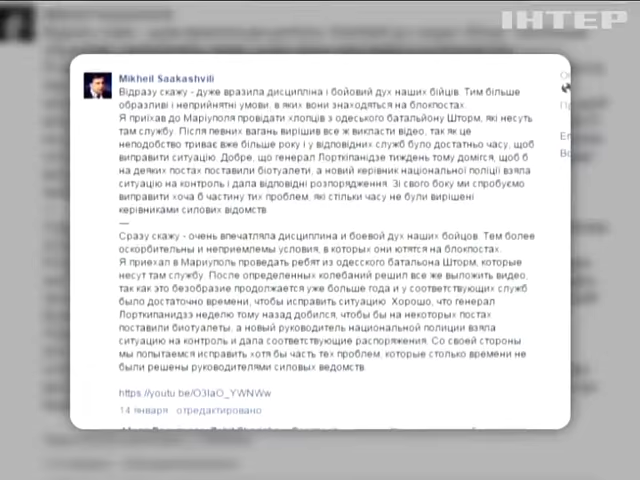 ІНТЕР
Mikheil Saakashvili
Відразу скажу - дуже вразила дисципліна і бойовий дух наших бійців. Тим більше
образливі і неприйнятні умови, в яких вони знаходяться на блокпостах.
Я приїхав до Маріуполя провідати хлопців з одеського батальйону Шторм, які несуть
там службу. Після певних вагань вирішив все ж викласти відео, так як це
неподобство триває вже більше року і у відповідних служб було достатньо часу, щоб
виправити ситуацію. Добре, що генерал Лорткіпанідзе тиждень тому домігся, щоб б
на деяких постах поставили біотуалети, а новий керівник національної поліції взяла
ситуацію на контроль і дала відповідні розпорядження. Зі свого боку ми спробуємо
виправити хоча б частину тих проблем, які стільки часу не були вирішені
керівниками силових відомств
—
Сразу скажу - очень впечатляла дисциплина и боевой дух наших бойцов. Тем более
оскорбительны и неприемлемы условия, в которых они ютятся на блокпостах.
Я приехал в Мариуполь проведать ребят из одесского батальона Шторм, которые
несут там службу. После определенных колебаний решил все же выложить видео,
так как это безобразие продолжается уже больше года и у соответствующих служб
было достаточно времени, чтобы исправить ситуацию. Хорошо, что генерал
Лорткипанидзэ неделю тому назад добился, чтобы бы на некоторых постах
поставили биотуалеты, а новый руководитель национальной полиции взяла
ситуацию на контроль и дала соответствующие распоряжения. Со своей стороны
мы попытаемся исправить хотя бы часть тех проблем, которые столько времени не
были решены руководителями силовых ведомств.
https://youtu.be/O3IaO_YWNWw
14 января отредактировано